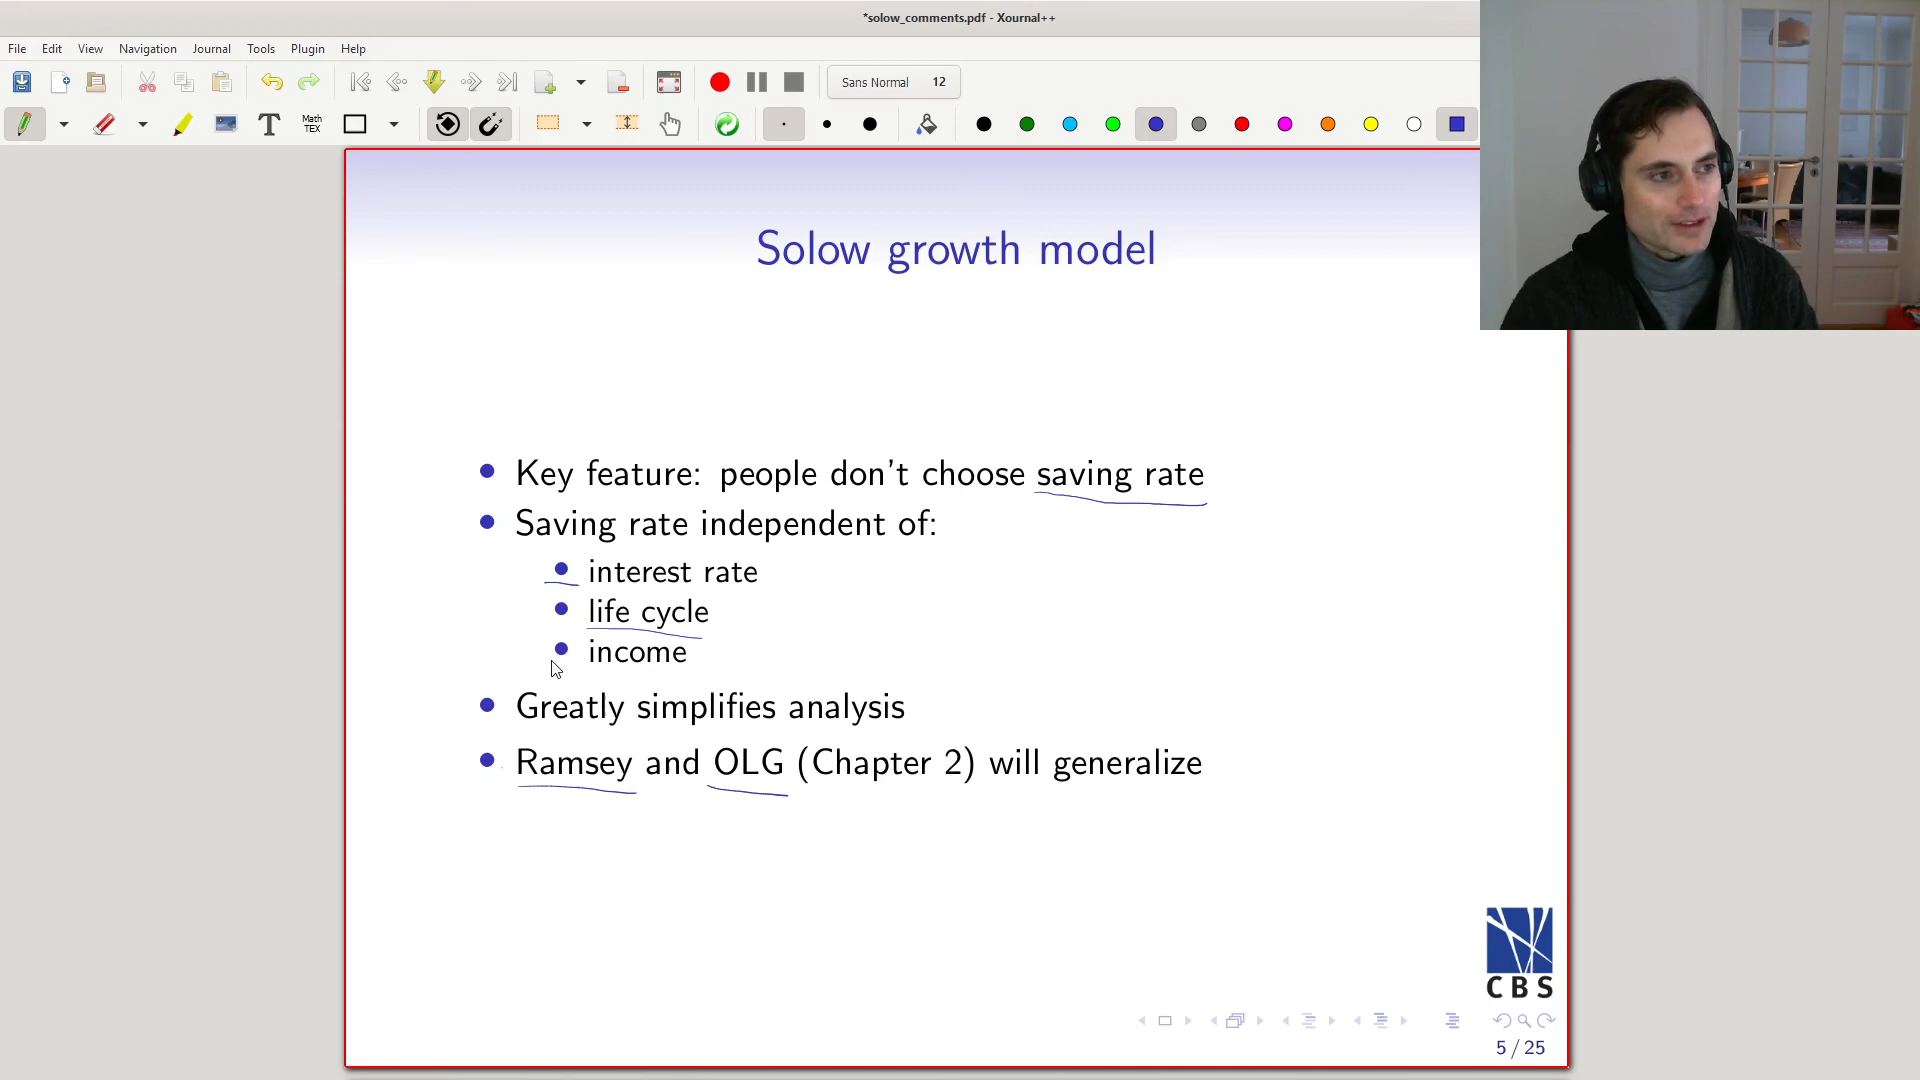 *solow_comments.pdf - Xournal++
File Edit View Navigation Journal Tools Plugin Help
Sans Normal 12
T Math TEX
Solow growth model
Key feature: people don't choose saving rate
Saving rate independent of:
interest rate
life cycle
income
Greatly simplifies analysis
Ramsey and OLG (Chapter 2) will generalize
CBS
5 / 25